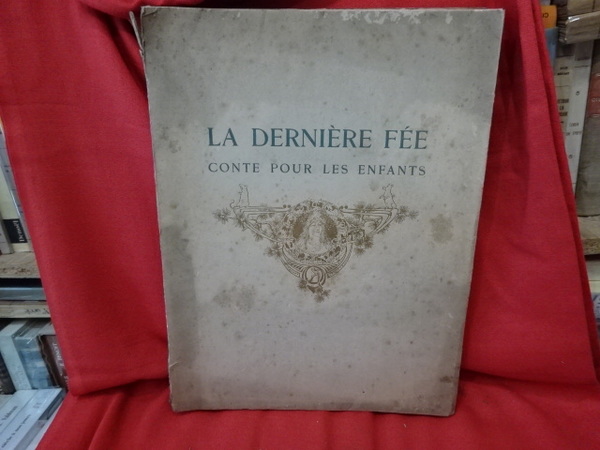 LA DERNIÈRE FÉE
CONTE POUR LES ENFANTS